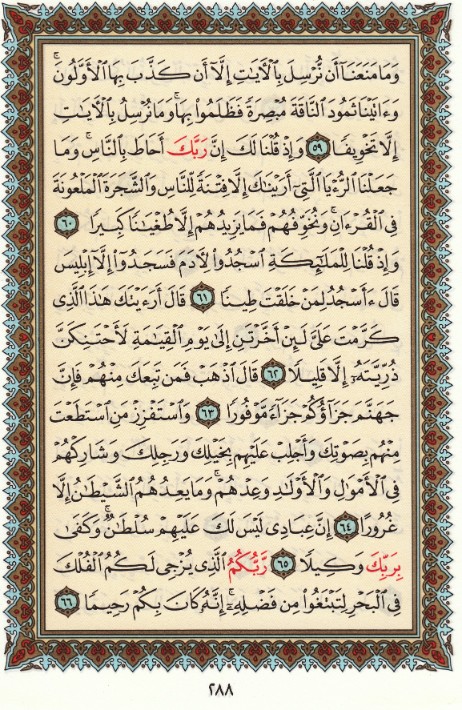 وَمَا مَنَعَنَآ أَن نُّرْسِلَ بِٱلْءَايَٰتِ إِلَّآ أَن كَذَّبَ بِهَا ٱلْأَوَّلُونَ ۚ
وَءَاتَيْنَا ثَمُودَ ٱلنَّاقَةَ مُبْصِرَةً فَظَلَمُوا۟ بِهَا ۚ وَمَا نُرْسِلُ بِٱلْءَايَٰتِ
إِلَّا تَخْوِيفًا ٥٩ وَإِذْ قُلْنَا لَكَ إِنَّ رَبَّكَ أَحَاطَ بِٱلنَّاسِ ۚ وَمَا
جَعَلْنَا ٱلرُّءْيَا ٱلَّتِىٓ أَرَيْنَٰكَ إِلَّا فِتْنَةً لِّلنَّاسِ وَٱلشَّجَرَةَ ٱلْمَلْعُونَةَ
فِى ٱلْقُرْءَانِ ۚ وَنُخَوِّفُهُمْ فَمَا يَزِيدُهُمْ إِلَّا طُغْيَٰنًا كَبِيرًا ٦٠
وَإِذْ قُلْنَا لِلْمَلَٰٓئِكَةِ ٱسْجُدُوا۟ لِءَادَمَ فَسَجَدُوٓا۟ إِلَّآ إِبْلِيسَ
قَالَ ءَأَسْجُدُ لِمَنْ خَلَقْتَ طِينًا ٦١ قَالَ أَرَءَيْتَكَ هَٰذَا ٱلَّذِى
كَرَّمْتَ عَلَىَّ لَئِنْ أَخَّرْتَنِ إِلَىٰ يَوْمِ ٱلْقِيَٰمَةِ لَأَحْتَنِكَنَّ
ذُرِّيَّتَهُۥٓ إِلَّا قَلِيلًا ٦٢ قَالَ ٱذْهَبْ فَمَن تَبِعَكَ مِنْهُمْ فَإِنَّ
جَهَنَّمَ جَزَآؤُكُمْ جَزَآءً مَّوْفُورًا ٦٣ وَٱسْتَفْزِزْ مَنِ ٱسْتَطَعْتَ
مِنْهُم بِصَوْتِكَ وَأَجْلِبْ عَلَيْهِم بِخَيْلِكَ وَرَجِلِكَ وَشَارِكْهُمْ
فِى ٱلْأَمْوَٰلِ وَٱلْأَوْلَٰدِ وَعِدْهُمْ ۚ وَمَا يَعِدُهُمُ ٱلشَّيْطَٰنُ إِلَّا
غُرُورًا ٦٤ إِنَّ عِبَادِى لَيْسَ لَكَ عَلَيْهِمْ سُلْطَٰنٌ ۚ وَكَفَىٰ
بِرَبِّكَ وَكِيلًا ٦٥ رَّبُّكُمُ ٱلَّذِى يُزْجِى لَكُمُ ٱلْفُلْكَ
فِى ٱلْبَحْرِ لِتَبْتَغُوا۟ مِن فَضْلِهِۦٓ ۚ إِنَّهُۥ كَانَ بِكُمْ رَحِيمًا ٦٦
٢٨٨